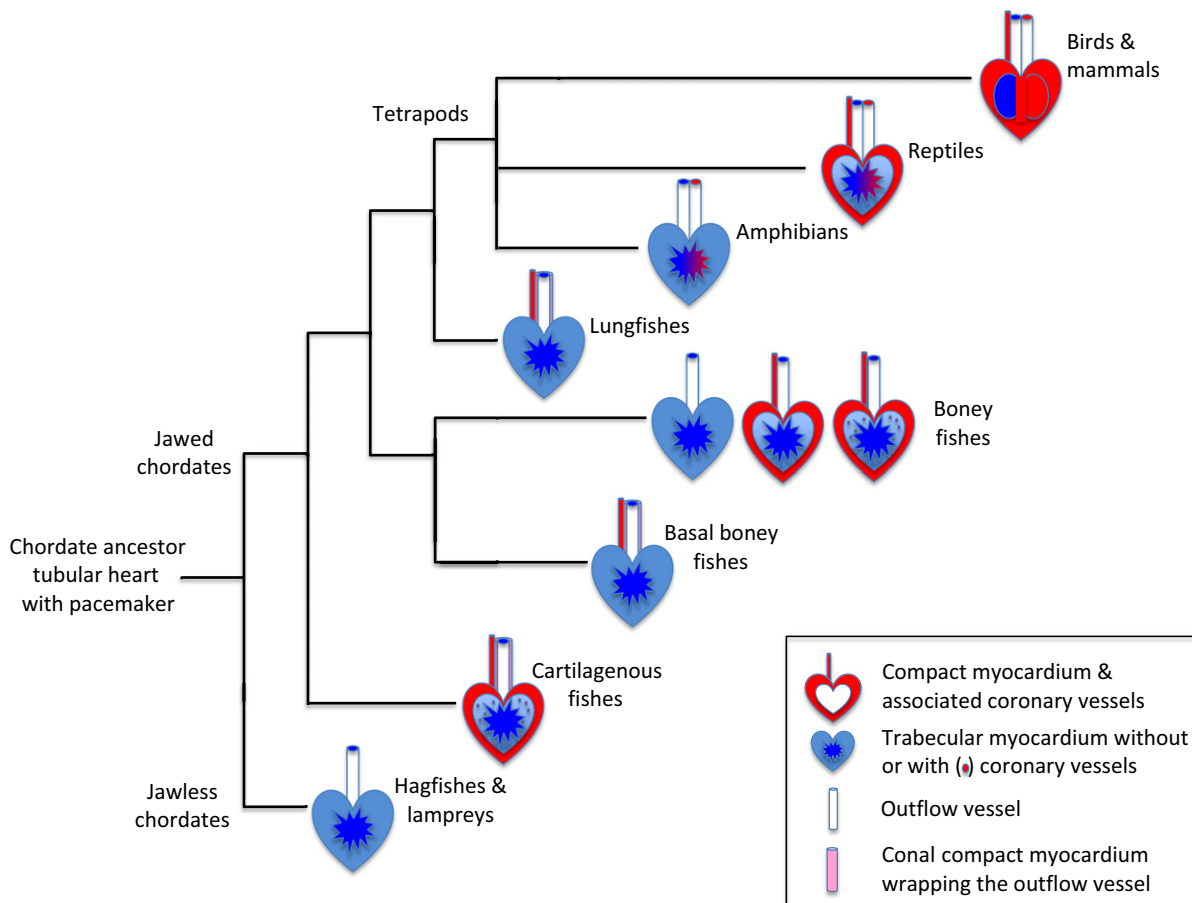 Birds &
mammals
Tetrapods
Reptiles
Amphibians
Lungfishes
Boney
fishes
Jawed
chordates
Basal boney
fishes
Chordate ancestor
tubular heart
with pacemaker
Cartilagenous
fishes
Hagfishes &
lampreys
Jawless
chordates
Compact myocardium &
associated coronary vessels
Trabecular myocardium without
or with ( ) coronary vessels
Outflow vessel
Conal compact myocardium
wrapping the outflow vessel